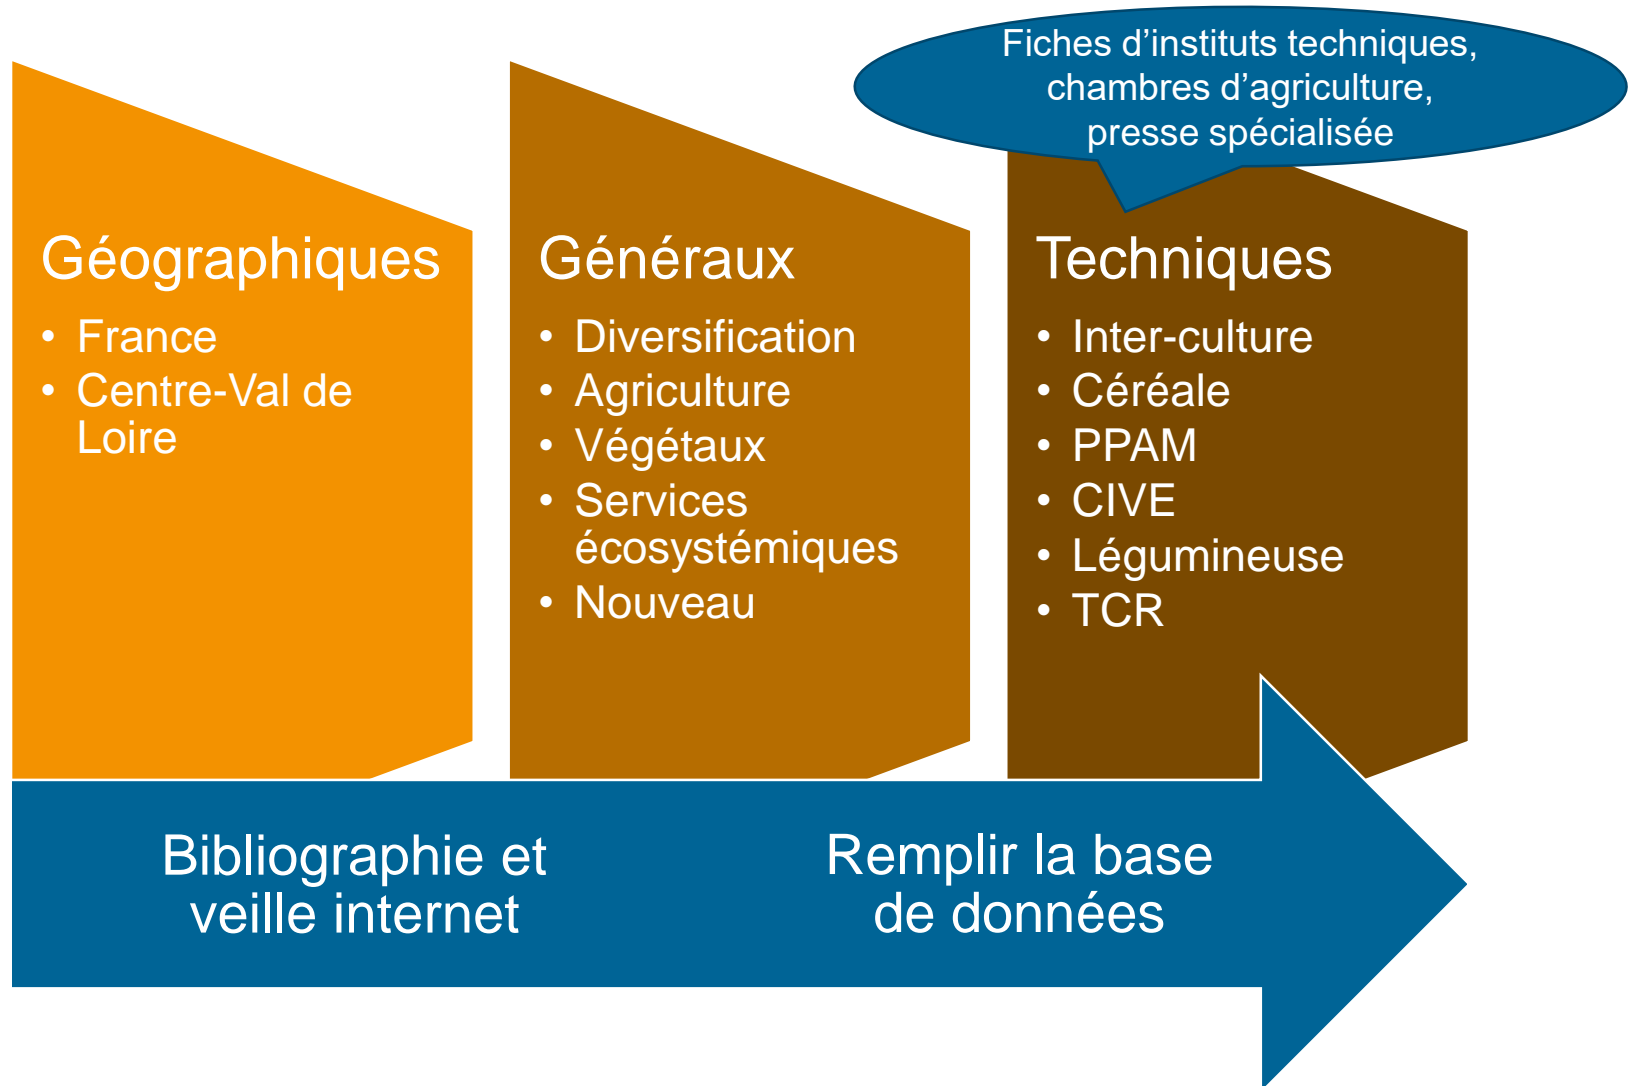 Fiches d’instituts techniques,
chambres d’agriculture,
presse spécialisée
Géographiques
• France
• Centre-Val de
Loire
Généraux
• Diversification
• Agriculture
• Végétaux
• Services
écosystémiques
• Nouveau
Techniques
• Inter-culture
• Céréale
• PPAM
• CIVE
• Légumineuse
• TCR
Bibliographie et
veille internet
Remplir la base
de données